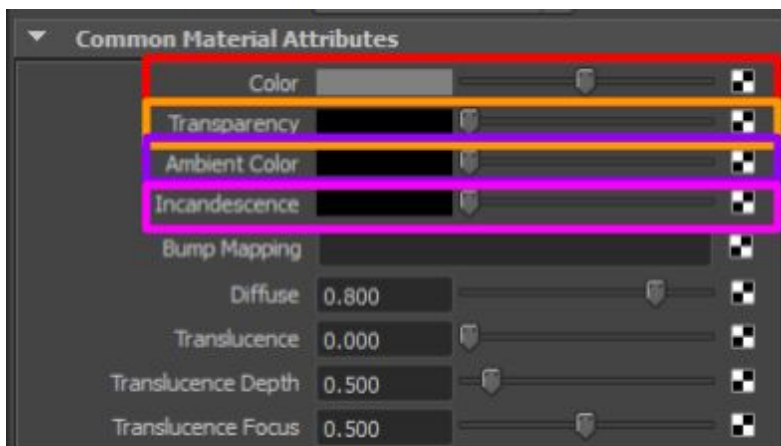 Common Material Attributes
Color
Transparency
Ambient Color
Incandescence
Bump Mapping
Diffuse 0.800
Translucence 0.000
Translucence Depth 0.500
Translucence Focus 0.500